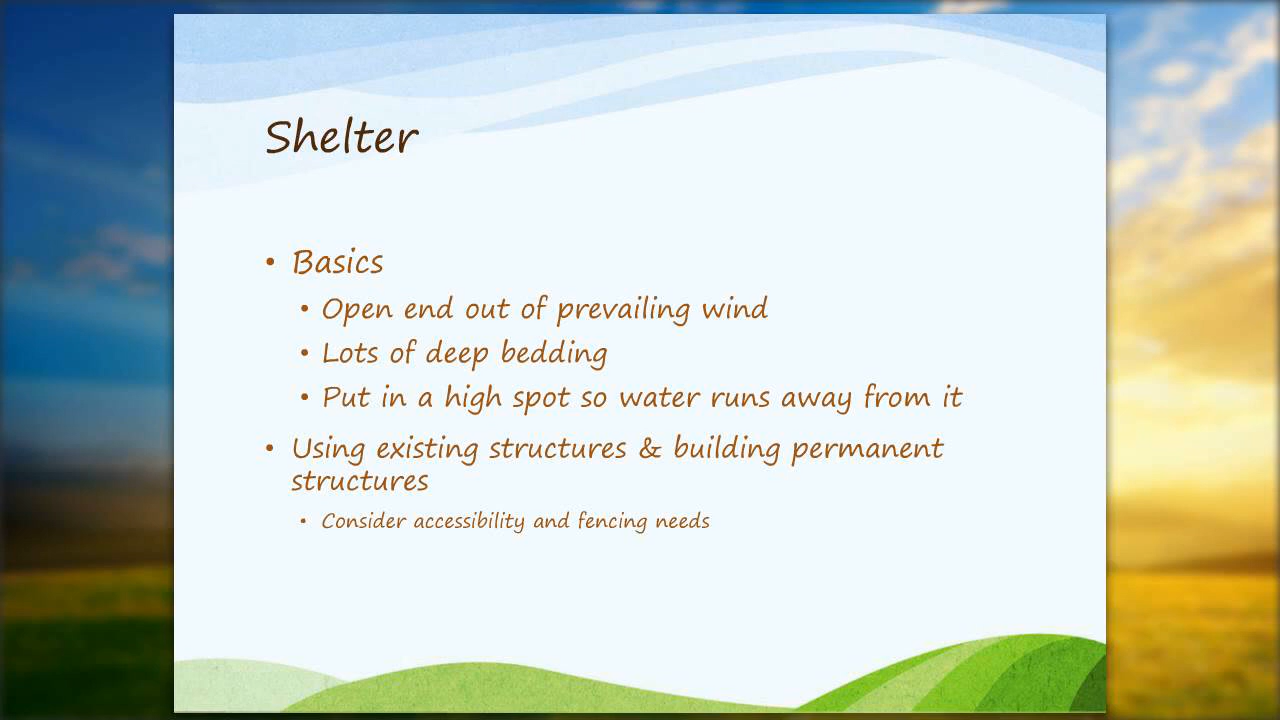 Shelter
• Basics
• Open end out of prevailing wind
• Lots of deep bedding
• Put in a high spot so water runs away from it
• Using existing structures & building permanent
structures
• Consider accessibility and fencing needs